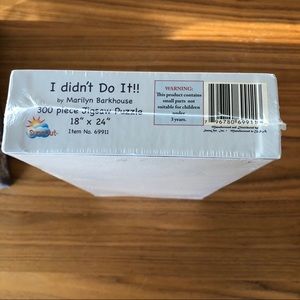 I didn't Do It!!
by Marilyn Barkhouse
300 piece Jigsaw Puzzle
18" x 24"
Item No. 69911
SunsOut
WARNING:
This product contains
small parts not
suitable for children
under
3 years.